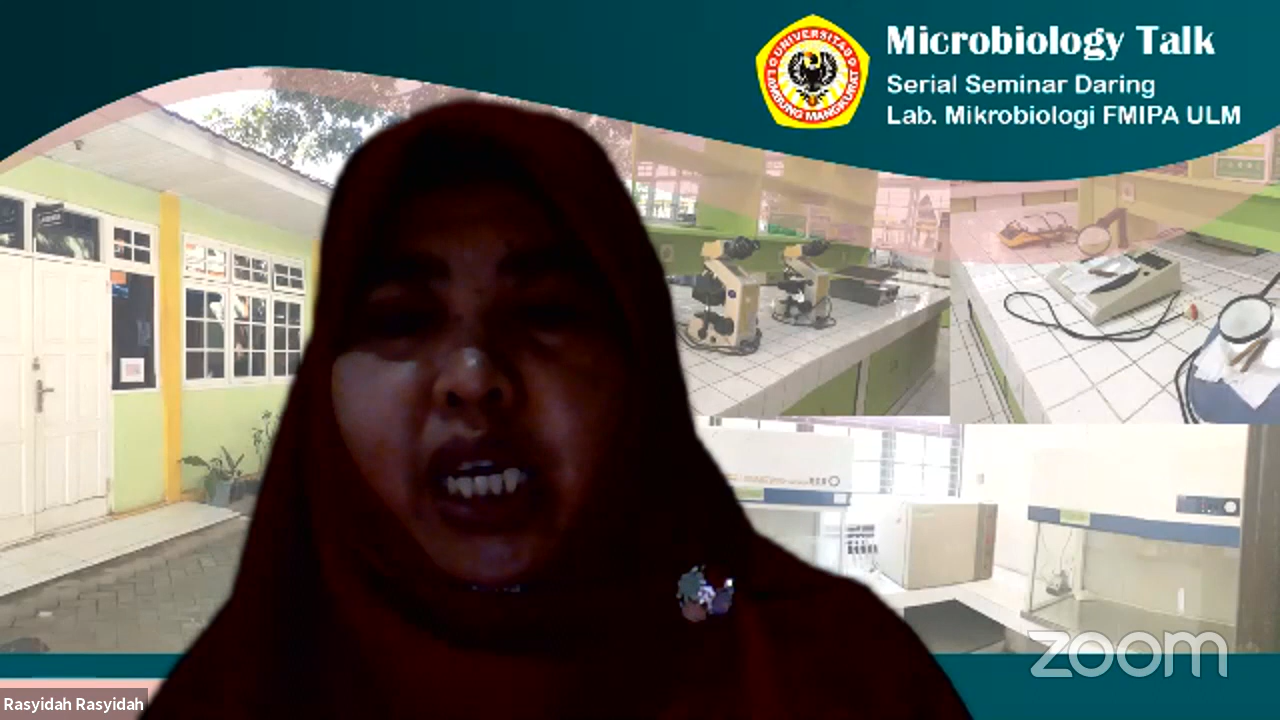 UNIVERSITAS
LAMBUNG MANGKURAT
Microbiology Talk
Serial Seminar Daring
Lab. Mikrobiologi FMIPA ULM
zoom
Rasyidah Rasyidah